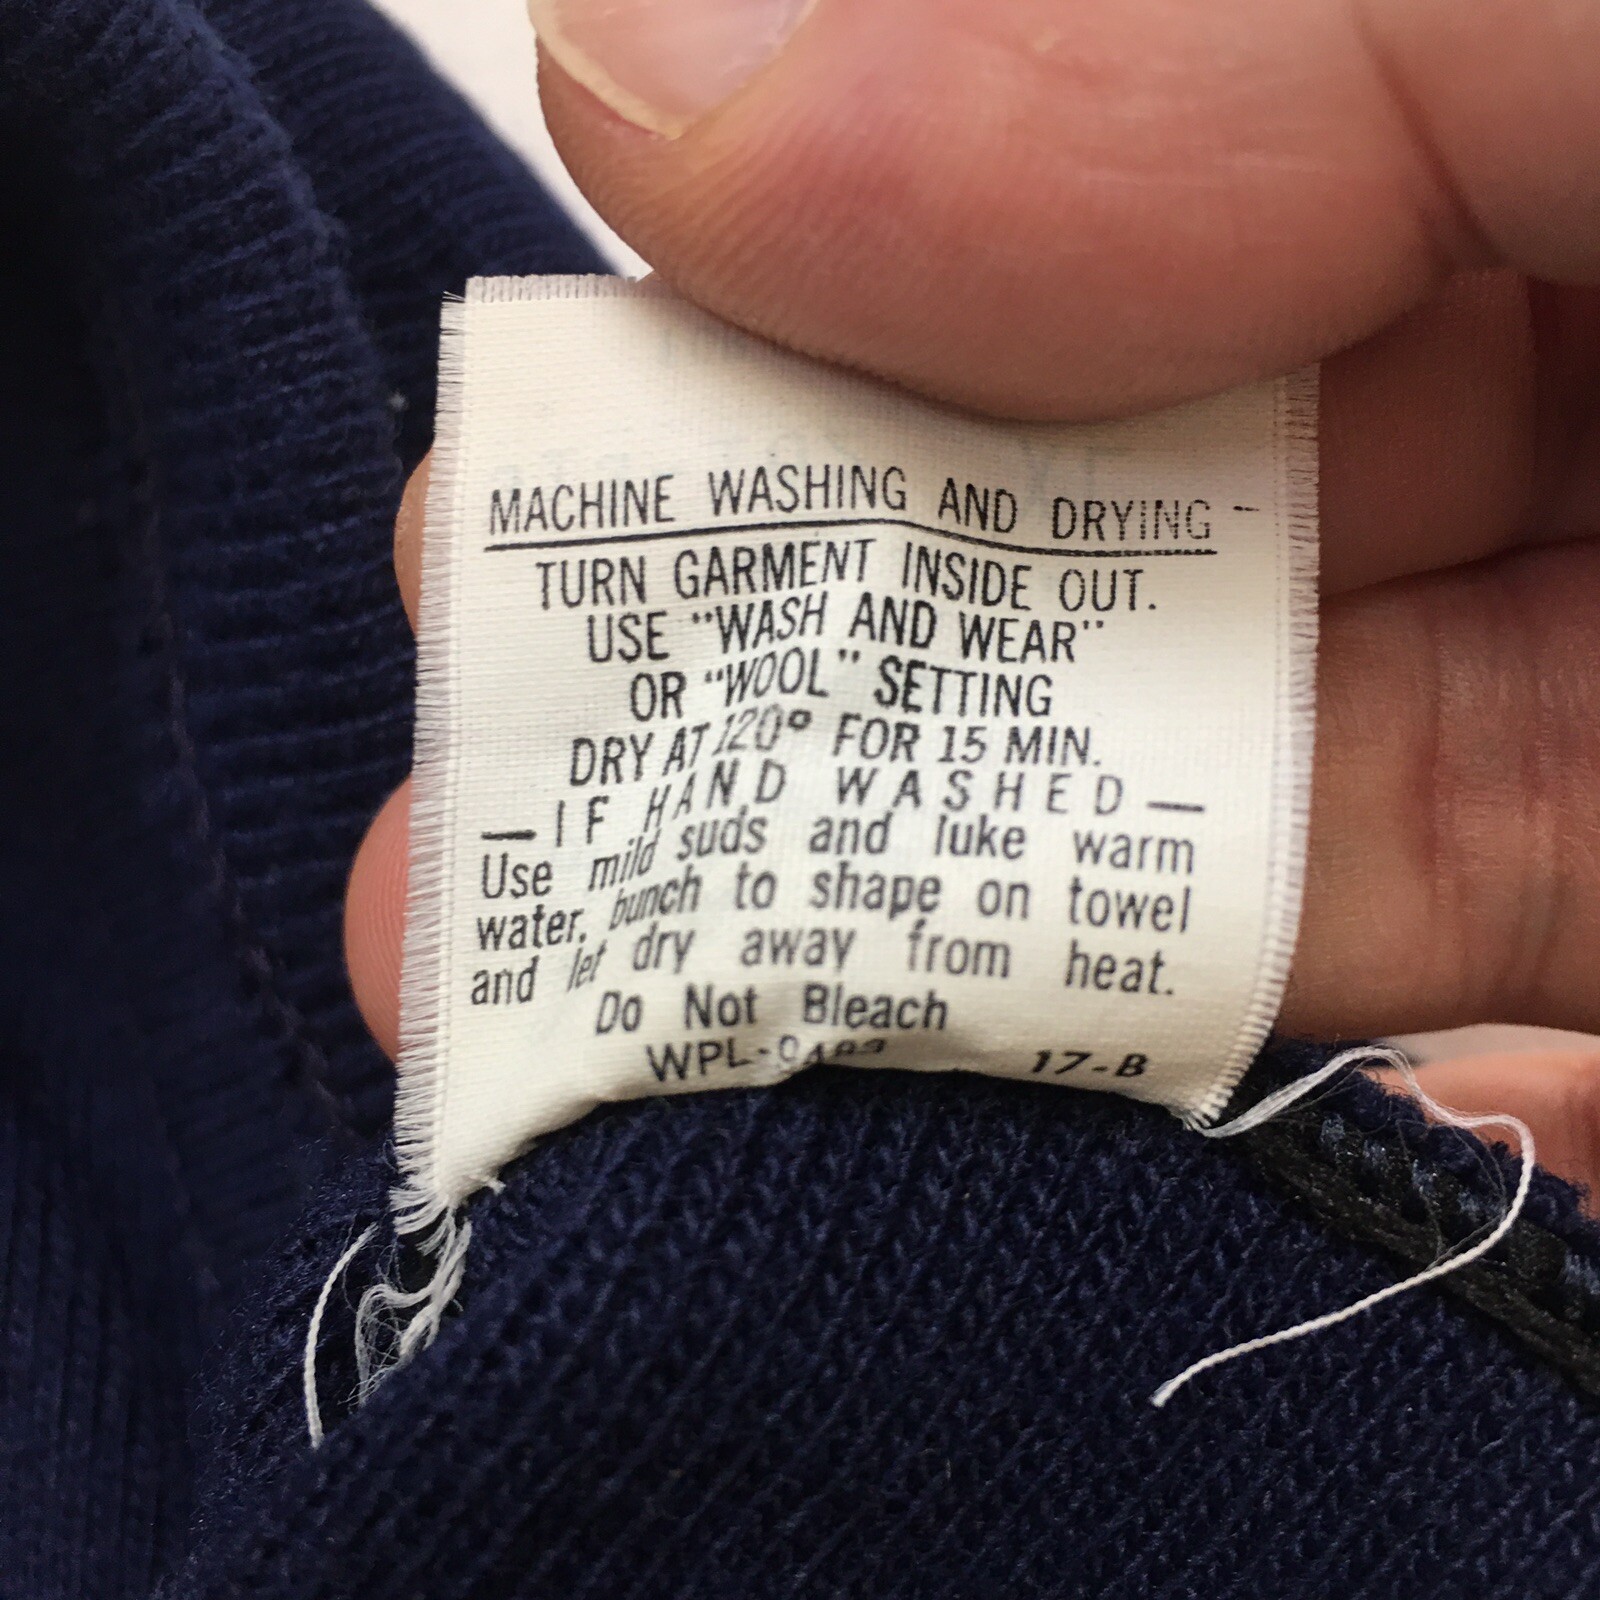 MACHINE WASHING AND DRYING -
TURN GARMENT INSIDE OUT.
USE "WASH AND WEAR"
OR "WOOL" SETTING
DRY AT 120° FOR 15 MIN.
— IF HAND WASHED —
Use mild suds and luke warm
water, bunch to shape on towel
and let dry away from heat.
Do Not Bleach
17-B